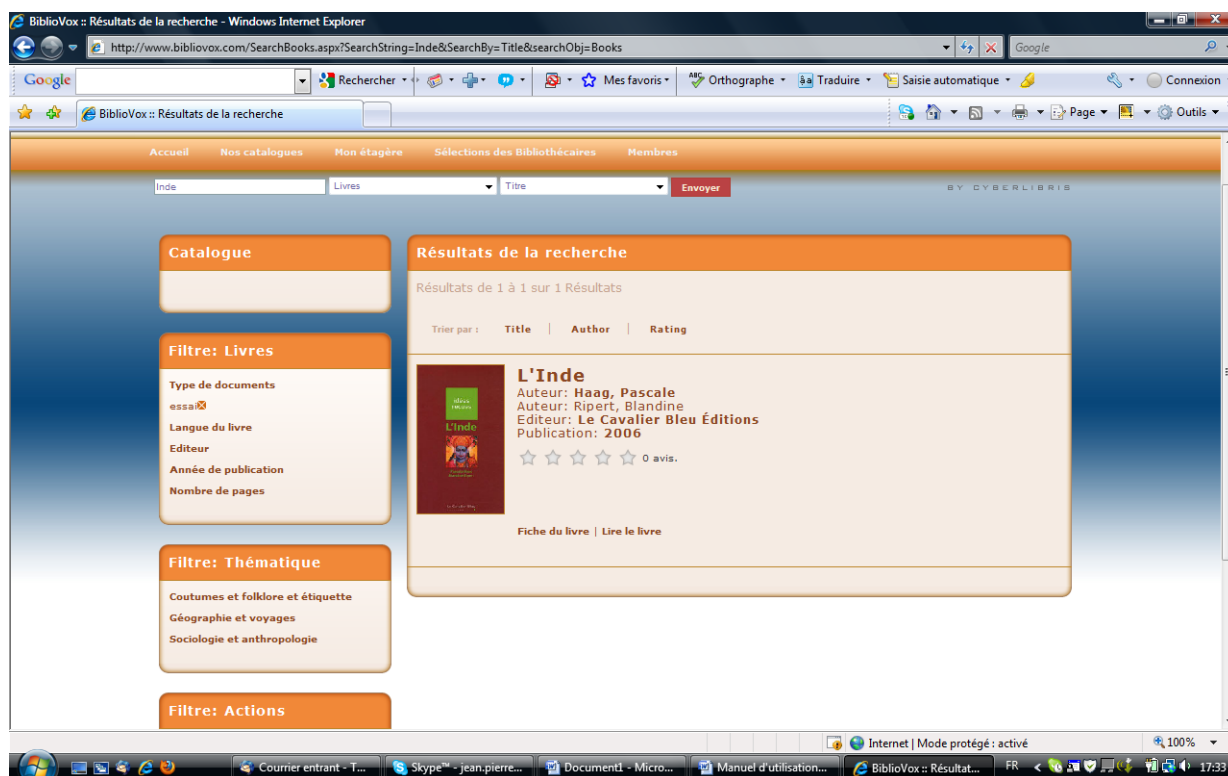 BiblioVox :: Résultats de la recherche - Windows Internet Explorer
http://www.bibliovox.com/SearchBooks.aspx?SearchString=Inde&SearchBy=Title&searchObj=Books Google
Google Rechercher Mes favoris Orthographe Traduire Saisie automatique Connexion
BiblioVox :: Résultats de la recherche Page Outils
Accueil Nos catalogues Mon étagère Sélections des Bibliothécaires Membres
Inde Livres Titre Envoyer BY CYBERLIBRIS
Catalogue
Filtre: Livres
Type de documents
essai
Langue du livre
Editeur
Année de publication
Nombre de pages
Filtre: Thématique
Coutumes et folklore et étiquette
Géographie et voyages
Sociologie et anthropologie
Filtre: Actions
Résultats de la recherche
Résultats de 1 à 1 sur 1 Résultats
Trier par : Title | Author | Rating
L'Inde
L'Inde
Auteur: Haag, Pascale
Auteur: Ripert, Blandine
Editeur: Le Cavalier Bleu Éditions
Publication: 2006
0 avis.
Fiche du livre | Lire le livre
Internet | Mode protégé : activé 100%
Courrier entrant - T... Skype™ - jean.pierre... Document1 - Micro... Manuel d'utilisation... BiblioVox :: Résultat... FR 17:33